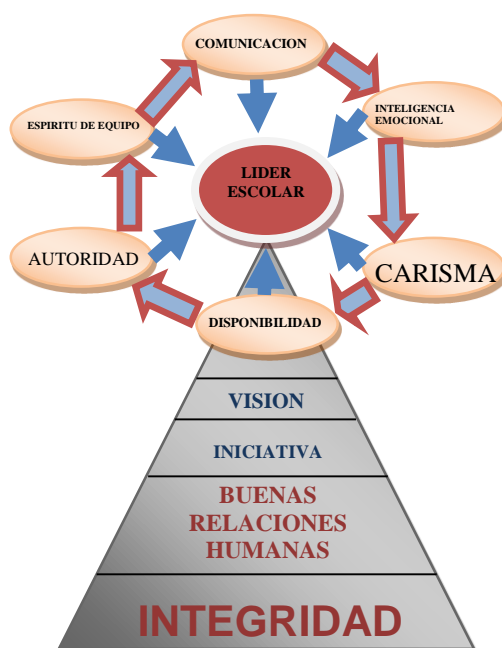 COMUNICACION
ESPIRITU DE EQUIPO
INTELIGENCIA
EMOCIONAL
LIDER
ESCOLAR
AUTORIDAD
CARISMA
DISPONIBILIDAD
VISION
INICIATIVA
BUENAS
RELACIONES
HUMANAS
INTEGRIDAD